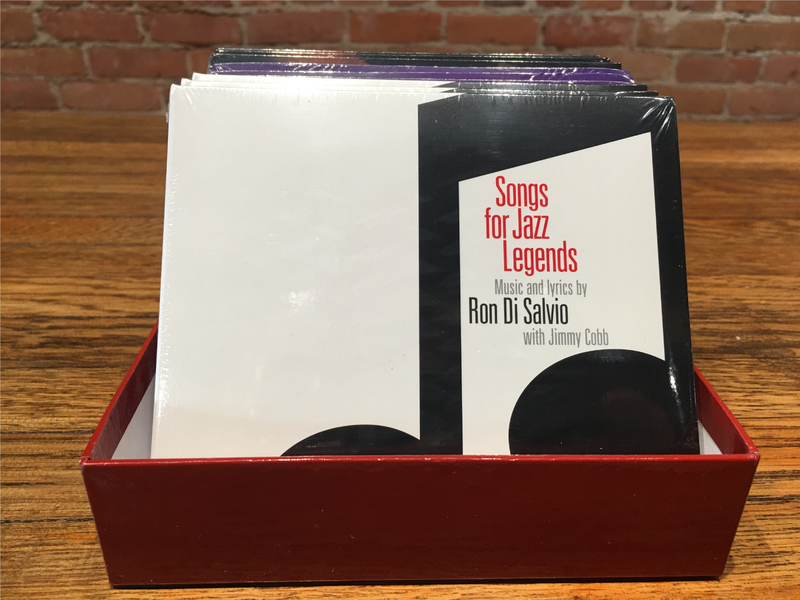 Songs
for Jazz
Legends
Music and lyrics by
Ron Di Salvio
with Jimmy Cobb